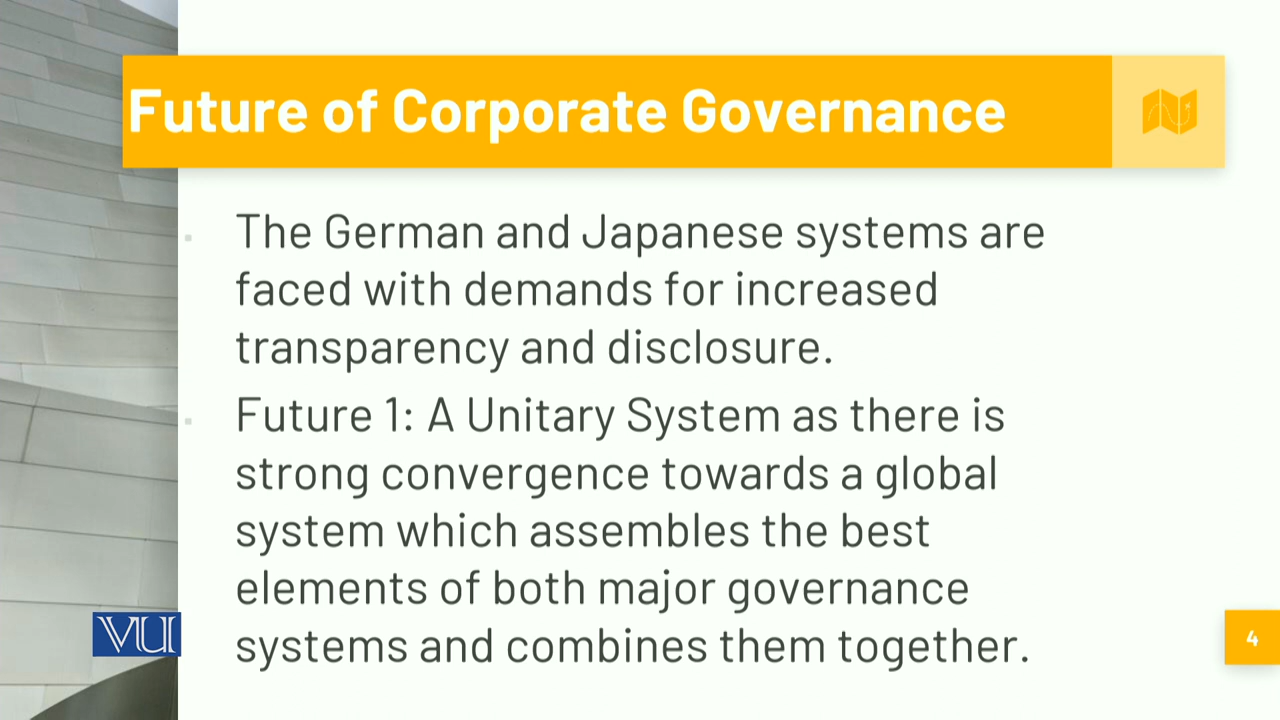 Future of Corporate Governance
The German and Japanese systems are
faced with demands for increased
transparency and disclosure.
Future 1: A Unitary System as there is
strong convergence towards a global
system which assembles the best
elements of both major governance
systems and combines them together.
VU
4